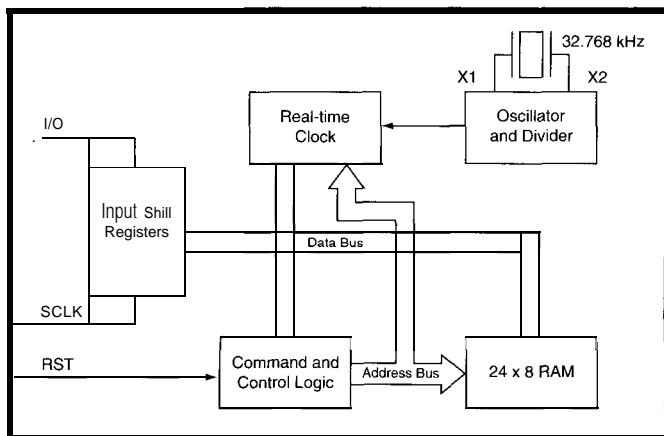 32.768 kHz
X1
X2
I/O
Real-time
Clock
Oscillator
and Divider
Input Shill
Registers
Data Bus
SCLK
RST
Command and
Control Logic
Address Bus
24 x 8 RAM